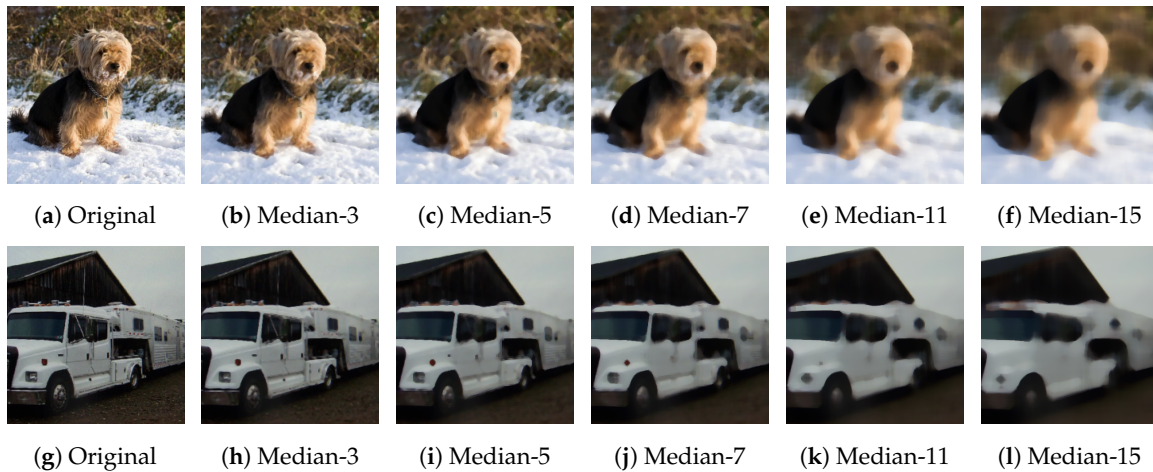 (a) Original (b) Median-3 (c) Median-5 (d) Median-7 (e) Median-11 (f) Median-15
(g) Original (h) Median-3 (i) Median-5 (j) Median-7 (k) Median-11 (l) Median-15